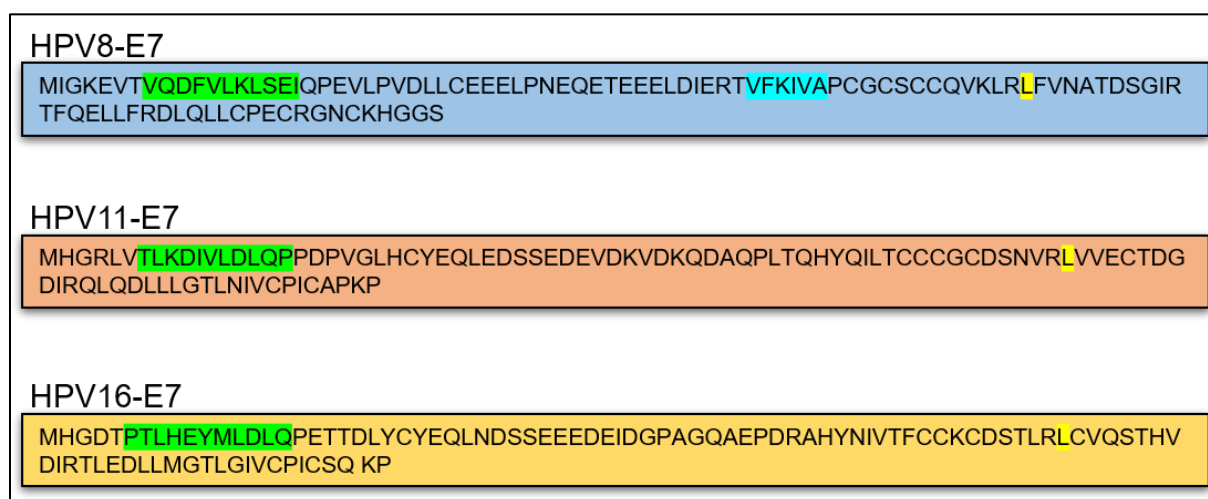 HPV8-E7
MIGKEVTVQDFVLKLSEIQPEVLPVDLLCEEELPNEQETEEELDIERTVFKIVAPCGCSCCQVKLRLFVNATDSGIR
TFQELLFRDLQLLCPECRGNCKHGGS
HPV11-E7
MHGRLVTLKDIVLDLQPPDPVGLHCYEQLEDSSEDEVDKVDKQDAQPLTQHYQILTCCCGCDSNVRLVVECTDG
DIRQLQDLLLGTLNIVCPICAPKP
HPV16-E7
MHGDTPTLHEYMLDLQPETTDLYCYEQLNDSSEEEDEIDGPAGQAEPDRAHYNIVTFCCKCDSTLRLCVQSTHV
DIRTLEDLLMGTLGIVCPICSQ KP